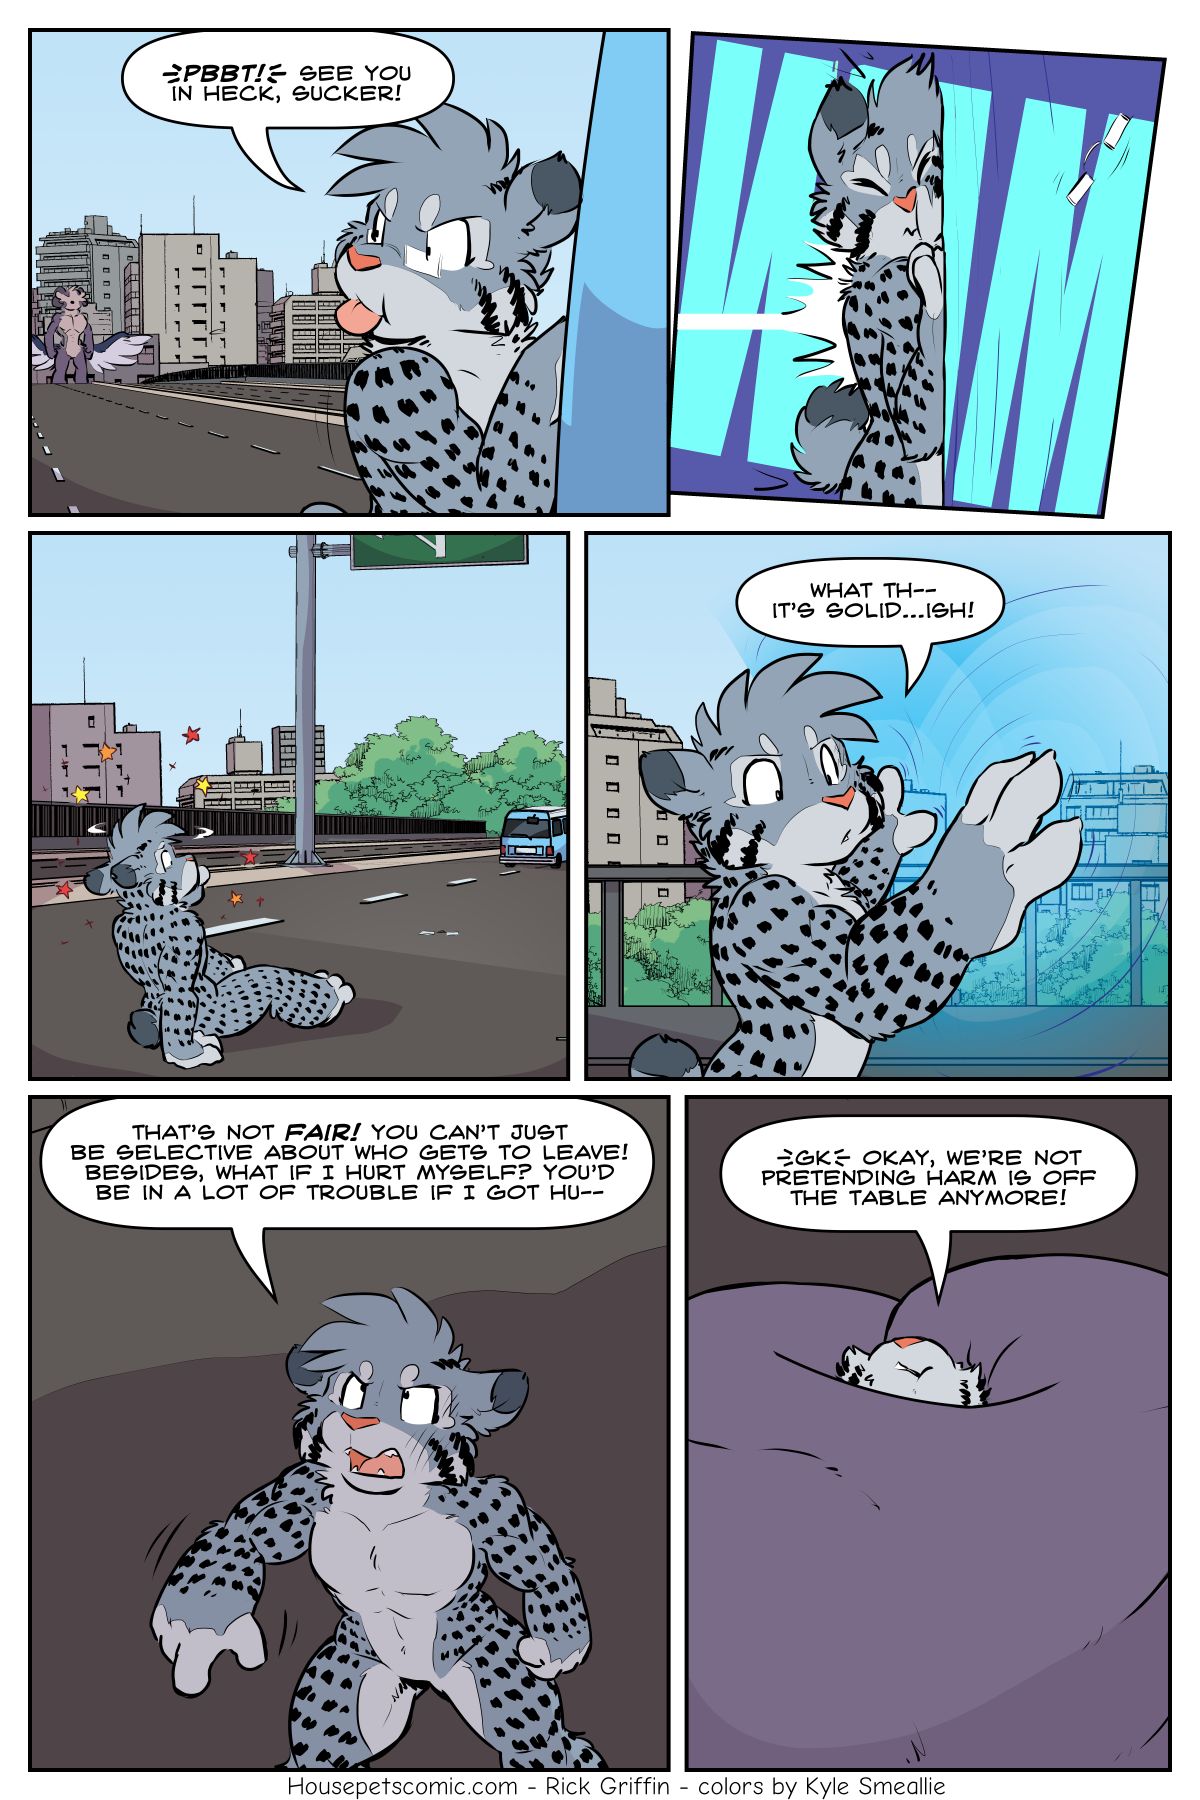 PBBT! SEE YOU
IN HECK, SUCKER!
WHAT TH--
IT'S SOLID...ISH!
THAT'S NOT FAIR! YOU CAN'T JUST
BE SELECTIVE ABOUT WHO GETS TO LEAVE!
BESIDES, WHAT IF I HURT MYSELF? YOU'D
BE IN A LOT OF TROUBLE IF I GOT HU--
GK OKAY, WE'RE NOT
PRETENDING HARM IS OFF
THE TABLE ANYMORE!
Housepetscomic.com - Rick Griffin - colors by Kyle Smeallie